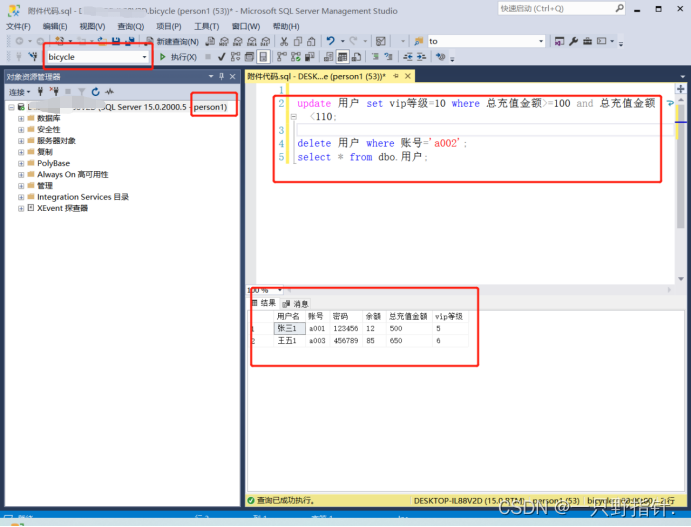 附件代码.sql - D bicycle (person1 (53))* - Microsoft SQL Server Management Studio
快速启动 (Ctrl+Q)
文件(F) 编辑(E) 视图(V) 查询(Q) 项目(P) 工具(T) 窗口(W) 帮助(H)
新建查询(N) to
bicycle 执行(X)
对象资源管理器
附件代码.sql - DESK...e (person1 (53))*
连接
(SQL Server 15.0.2000.5 - person1)
数据库
安全性
服务器对象
复制
PolyBase
Always On 高可用性
管理
Integration Services 目录
XEvent 探查器
1
2 update 用户 set vip等级=10 where 总充值金额>=100 and 总充值金额
<110;
3
4 delete 用户 where 账号='a002';
5 select * from dbo.用户;
100 %
结果 消息
用户名 账号 密码 余额 总充值金额 vip等级
1 张三1 a001 123456 12 500 5
2 王五1 a003 456789 85 650 6
查询已成功执行。
DESKTOP-IL88V2D (15.0 RTM) person1 (53) bicycle
CSDN @一只野指针.